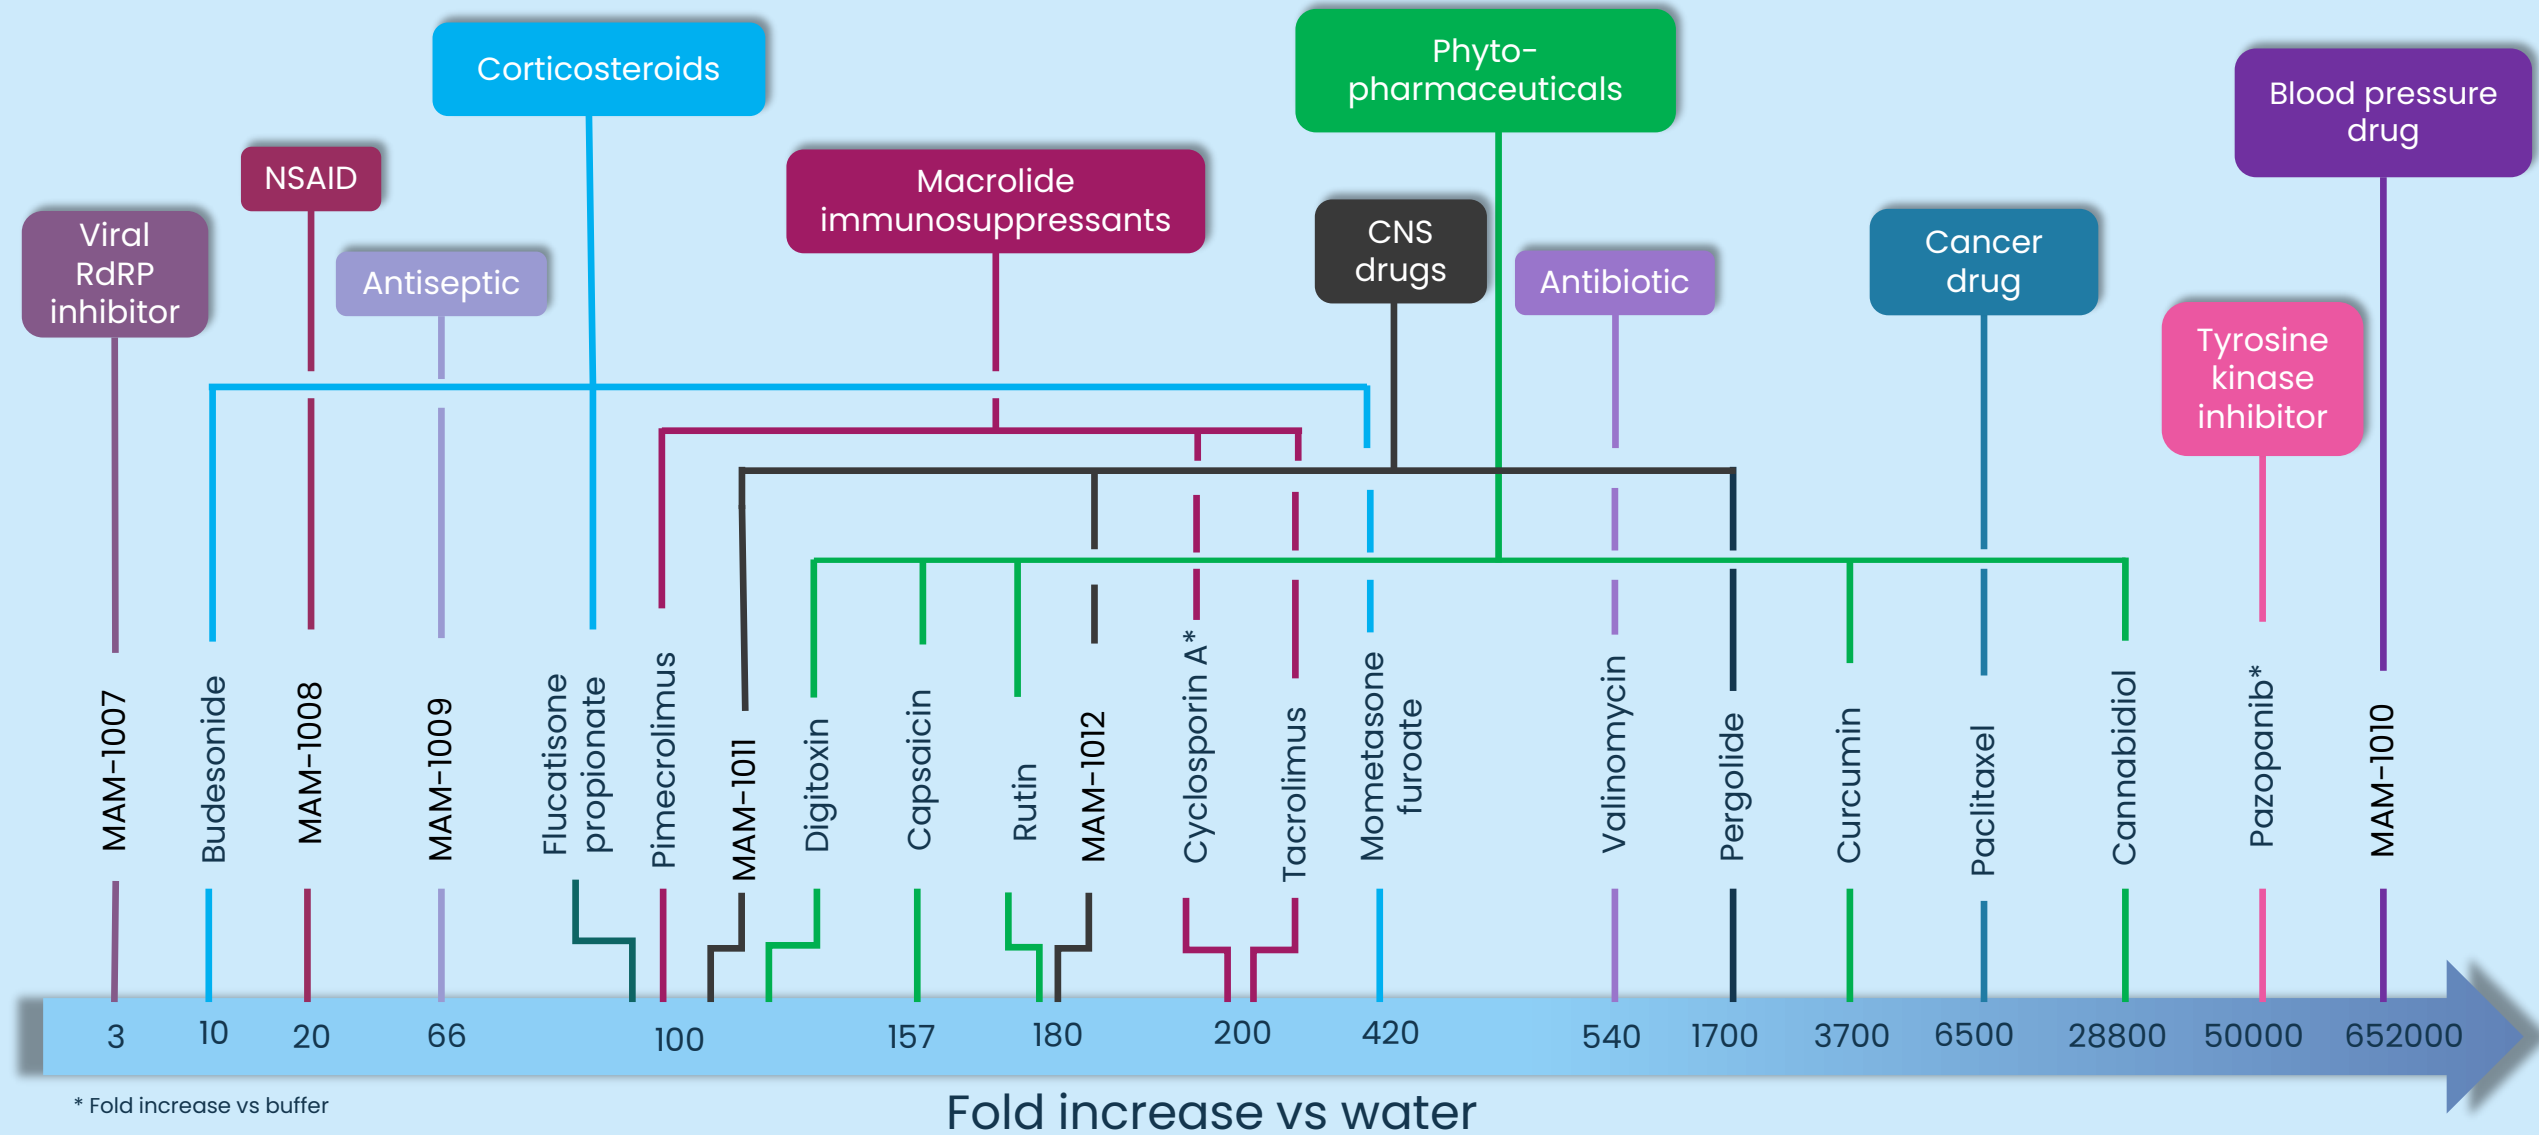 Corticosteroids
Phyto-
pharmaceuticals
Blood pressure
drug
NSAID
Macrolide
immunosuppressants
Viral
RdRP
inhibitor
Antiseptic
CNS
drugs
Antibiotic
Cancer
drug
Tyrosine
kinase
inhibitor
MAM-1007
Budesonide
MAM-1008
MAM-1009
Flucatisone
propionate
Pimecrolimus
MAM-1011
Digitoxin
Capsaicin
Rutin
MAM-1012
Cyclosporin A*
Tacrolimus
Mometasone
furoate
Valinomycin
Pergolide
Curcumin
Paclitaxel
Cannabidiol
Pazopanib*
MAM-1010
3
10
20
66
100
157
180
200
420
540
1700
3700
6500
28800
50000
652000
* Fold increase vs buffer
Fold increase vs water